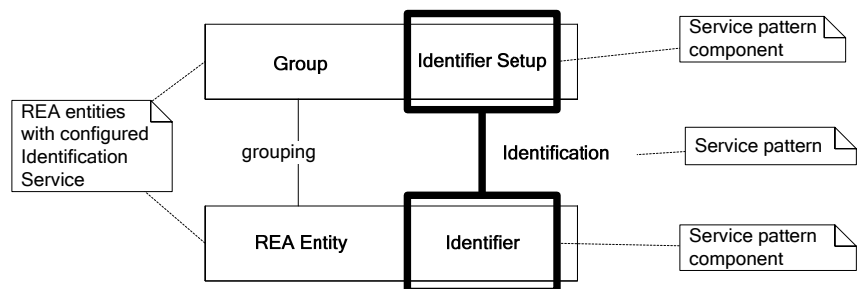 Group
Identifier Setup
Service pattern
component
REA entities
with configured
Identification
Service
grouping
Identification
Service pattern
REA Entity
Identifier
Service pattern
component